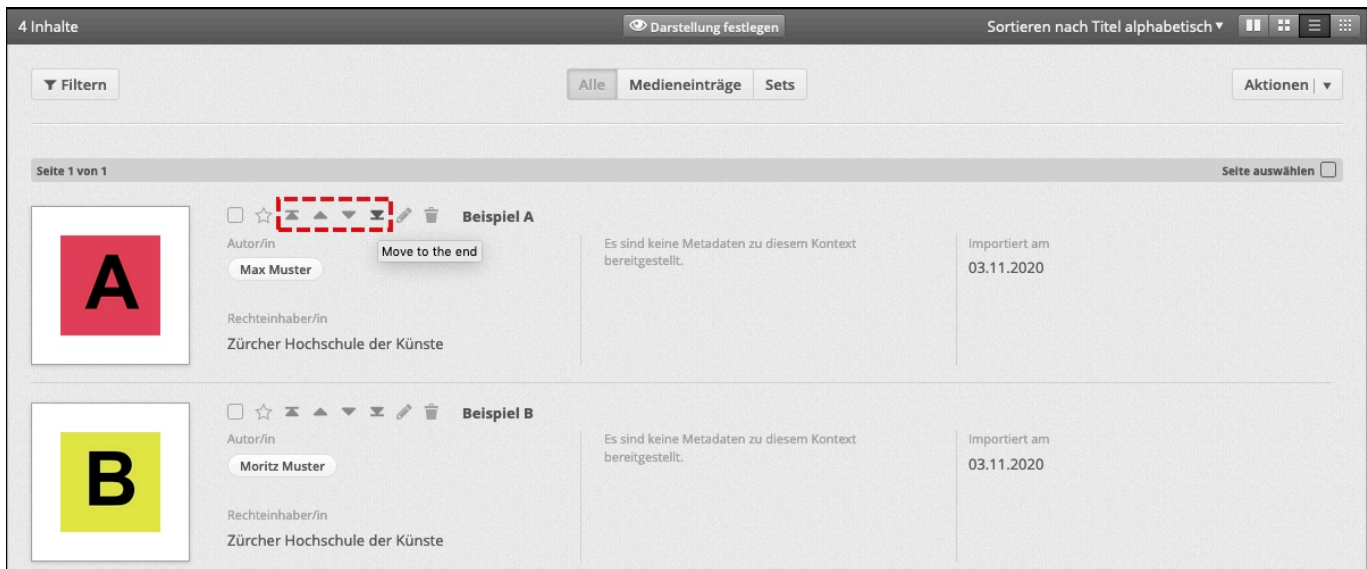 4 Inhalte
Darstellung festlegen
Sortieren nach Titel alphabetisch
Filtern
Alle
Medieneinträge
Sets
Aktionen
Seite 1 von 1
Seite auswählen
A
Beispiel A
Move to the end
Autor/in
Max Muster
Rechteinhaber/in
Zürcher Hochschule der Künste
Es sind keine Metadaten zu diesem Kontext
bereitgestellt.
Importiert am
03.11.2020
B
Beispiel B
Autor/in
Moritz Muster
Rechteinhaber/in
Zürcher Hochschule der Künste
Es sind keine Metadaten zu diesem Kontext
bereitgestellt.
Importiert am
03.11.2020